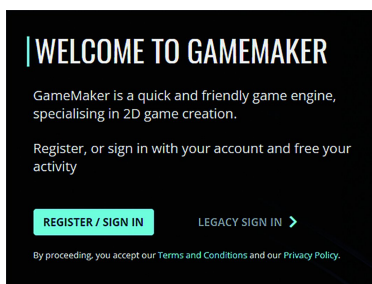 WELCOME TO GAMEMAKER
GameMaker is a quick and friendly game engine,
specialising in 2D game creation.
Register, or sign in with your account and free your
activity
REGISTER / SIGN IN
LEGACY SIGN IN
By proceeding, you accept our Terms and Conditions and our Privacy Policy.